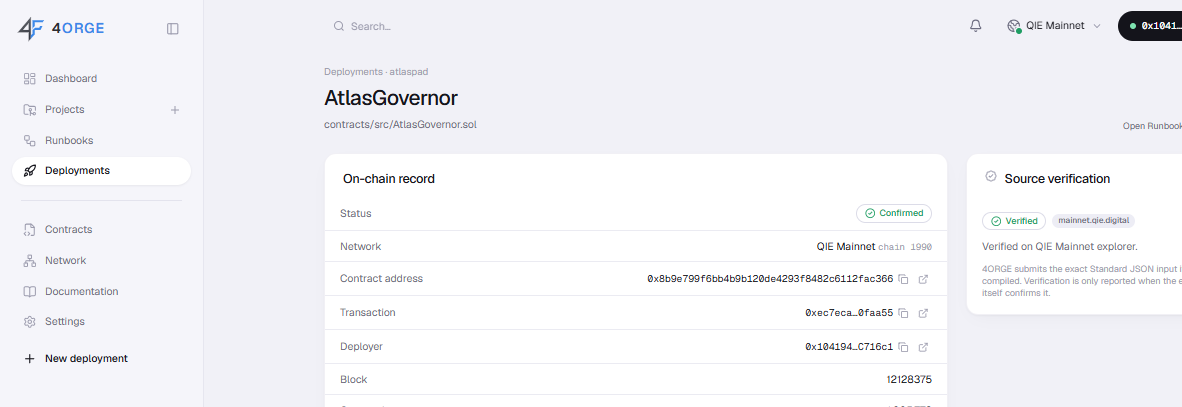 4ORGE
Search...
QIE Mainnet
0x1041...
Dashboard
Projects
Runbooks
Deployments
Contracts
Network
Documentation
Settings
New deployment
Deployments · atlaspad
AtlasGovernor
contracts/src/AtlasGovernor.sol
Open Runbook
On-chain record
Status Confirmed
Network QIE Mainnet chain 1990
Contract address 0x8b9e799f6bb4b9b120de4293f8482c6112fac366
Transaction 0xec7eca…0faa55
Deployer 0x104194…C716c1
Block 12128375
Source verification
Verified mainnet.qie.digital
Verified on QIE Mainnet explorer.
4ORGE submits the exact Standard JSON input i
compiled. Verification is only reported when the e
itself confirms it.